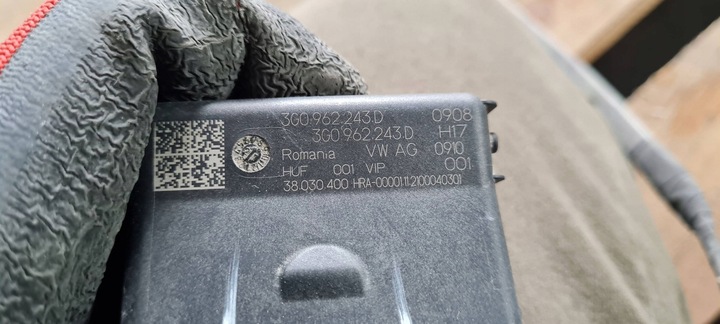 3G0.962.243.D 0908
3G0.962.243.D H17
Romania VW AG 0910
HUF 001 VIP 001
38.030.400 HRA-00001112100040301